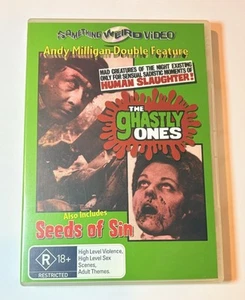 SOMETHING WEIRD VIDEO
Andy Milligan Double Feature
MAD CREATURES OF THE NIGHT EXISTING
ONLY FOR SENSUAL SADISTIC MOMENTS OF
HUMAN SLAUGHTER!
THE
GHASTLY
ONES
Also Includes
Seeds of Sin
R 18+
RESTRICTED
High Level Violence,
High Level Sex
Scenes,
Adult Themes.